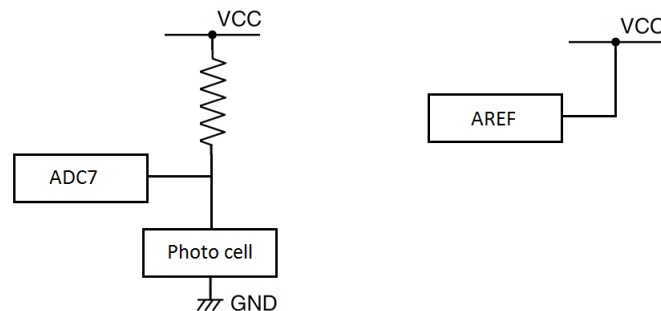 VCC
ADC7
Photo cell
GND
VCC
AREF